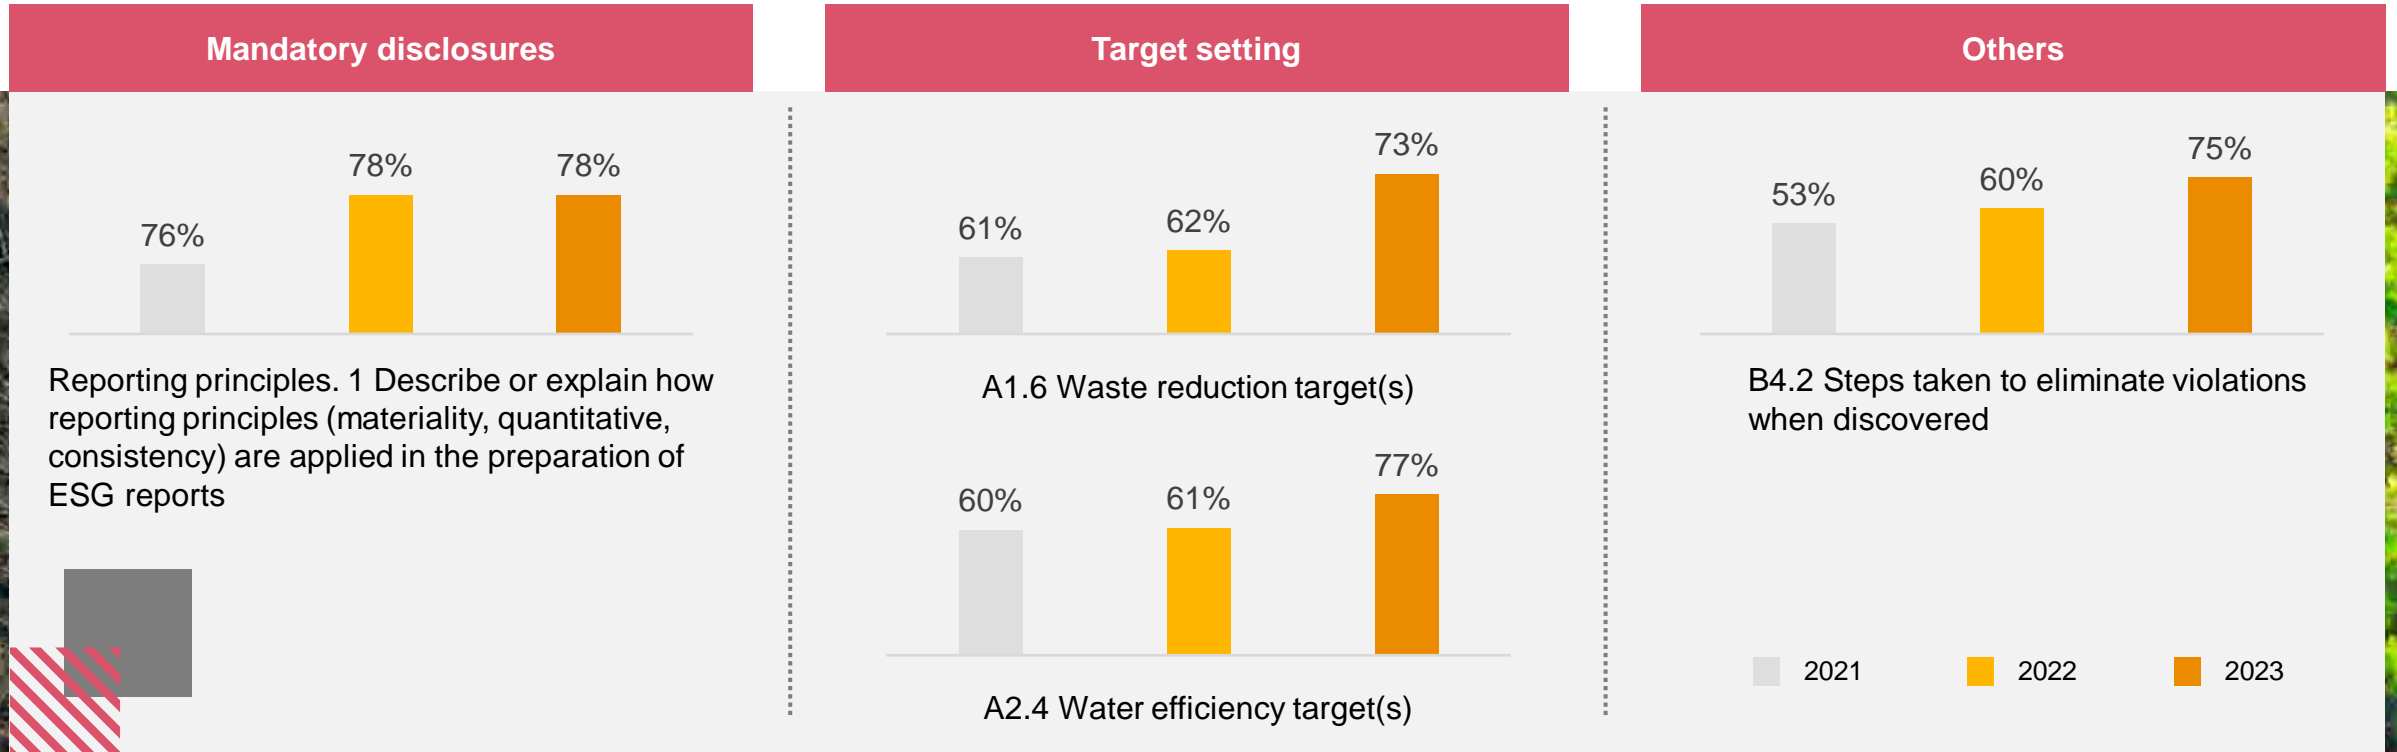 Mandatory disclosures
76%
78%
78%
Reporting principles. 1 Describe or explain how
reporting principles (materiality, quantitative,
consistency) are applied in the preparation of
ESG reports
Target setting
61%
62%
73%
A1.6 Waste reduction target(s)
60%
61%
77%
A2.4 Water efficiency target(s)
Others
53%
60%
75%
B4.2 Steps taken to eliminate violations
when discovered
2021
2022
2023